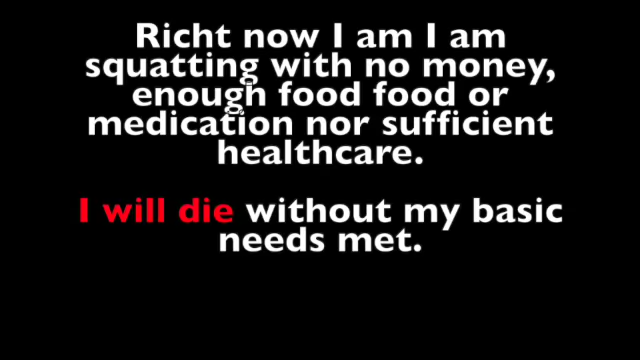 Richt now I am I am
squatting with no money,
enough food food or
medication nor sufficient
healthcare.
I will die without my basic
needs met.